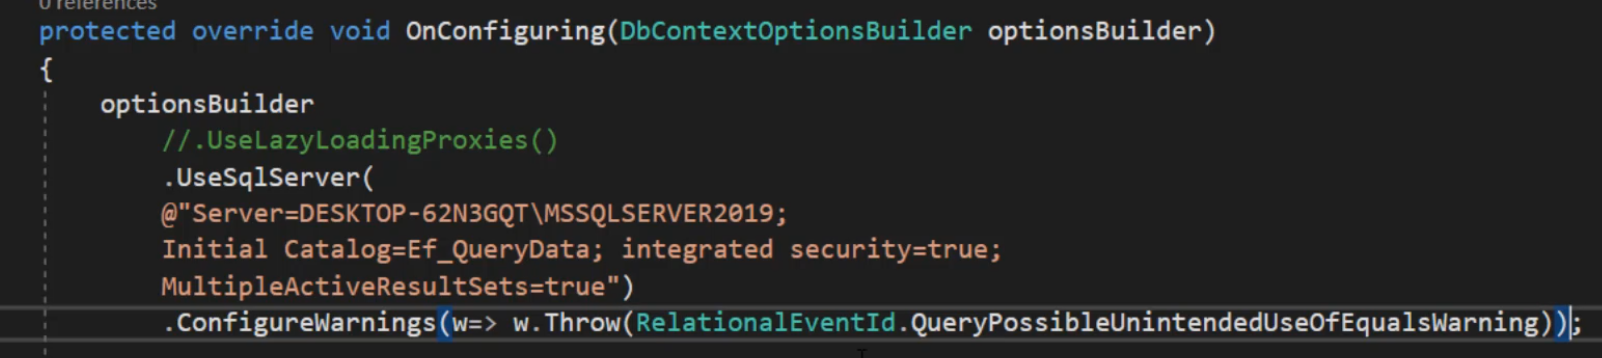 0 references
protected override void OnConfiguring(DbContextOptionsBuilder optionsBuilder)
{
optionsBuilder
//.UseLazyLoadingProxies()
.UseSqlServer(
@"Server=DESKTOP-62N3GQT\MSSQLSERVER2019;
Initial Catalog=Ef_QueryData; integrated security=true;
MultipleActiveResultSets=true")
.ConfigureWarnings(w=> w.Throw(RelationalEventId.QueryPossibleUnintendedUseOfEqualsWarning));